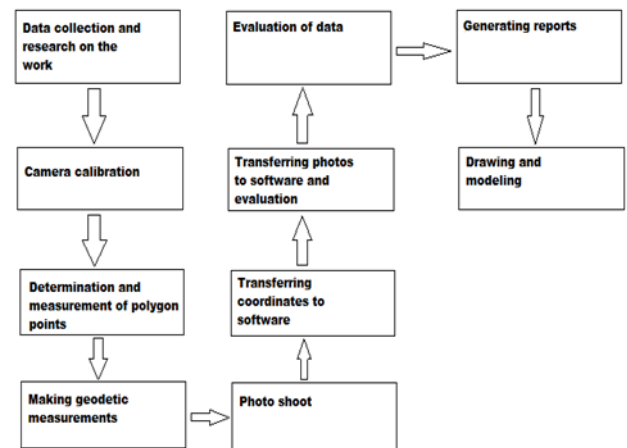 Data collection and
research on the
work
Camera calibration
Determination and
measurement of polygon
points
Making geodetic
measurements
Photo shoot
Transferring
coordinates to
software
Transferring photos
to software and
evaluation
Evaluation of data
Generating reports
Drawing and
modeling